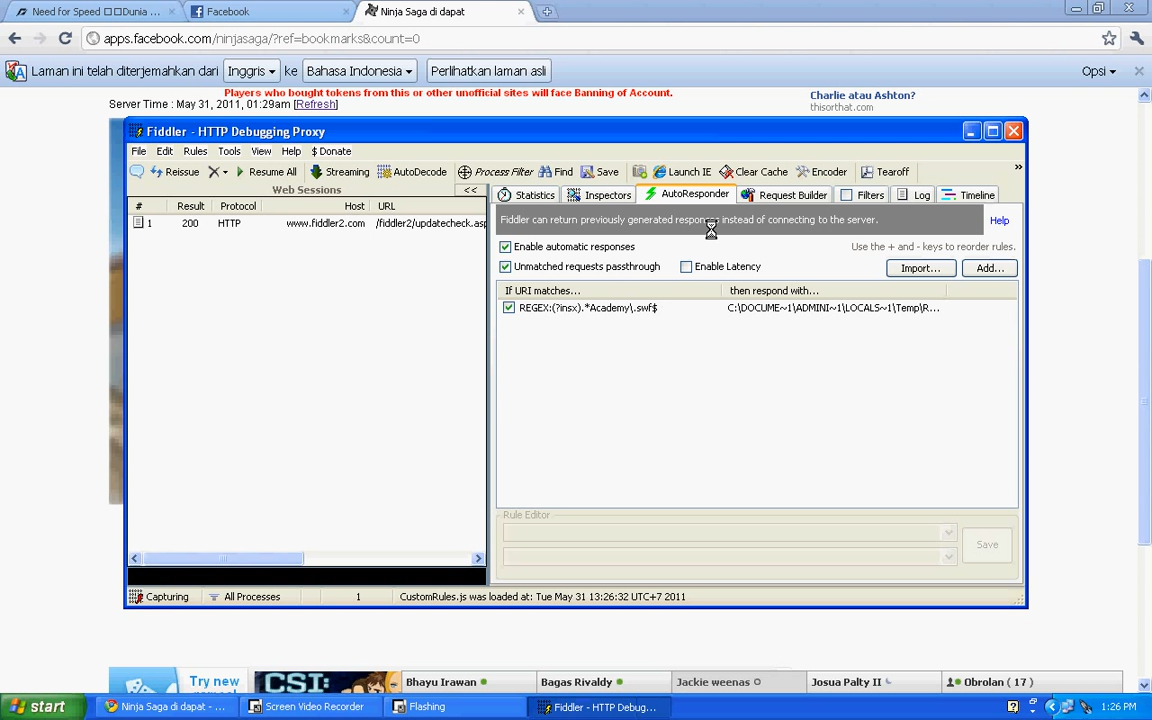 Need for Speed □□Dunia ...
Facebook
Ninja Saga di dapat
apps.facebook.com/ninjasaga/?ref=bookmarks&count=0
Laman ini telah diterjemahkan dari Inggris ke Bahasa Indonesia Perlihatkan laman asli Opsi
Players who bought tokens from this or other unofficial sites will face Banning of Account.
Charlie atau Ashton?
Server Time : May 31, 2011, 01:29am [Refresh]
thisorthat.com
Fiddler - HTTP Debugging Proxy
File Edit Rules Tools View Help $ Donate
Reissue Resume All Streaming AutoDecode Process Filter Find Save Launch IE Clear Cache Encoder Tearoff »
Web Sessions <<
# Result Protocol Host URL
1 200 HTTP www.fiddler2.com /fiddler2/updatecheck.asp
Statistics Inspectors AutoResponder Request Builder Filters Log Timeline
Fiddler can return previously generated responses instead of connecting to the server. Help
Enable automatic responses Use the + and - keys to reorder rules.
Unmatched requests passthrough Enable Latency Import... Add...
If URI matches... then respond with...
REGEX:(?insx).*Academy\.swf$ C:\DOCUME~1\ADMINI~1\LOCALS~1\Temp\R...
Rule Editor
Save
Capturing All Processes 1 CustomRules.js was loaded at: Tue May 31 13:26:32 UTC+7 2011
Try new
CSI:
Bhayu Irawan
Bagas Rivaldy
Jackie weenas
Josua Palty II
Obrolan ( 17 )
start
Ninja Saga di dapat - ...
Screen Video Recorder
Flashing
Fiddler - HTTP Debug...
1:26 PM